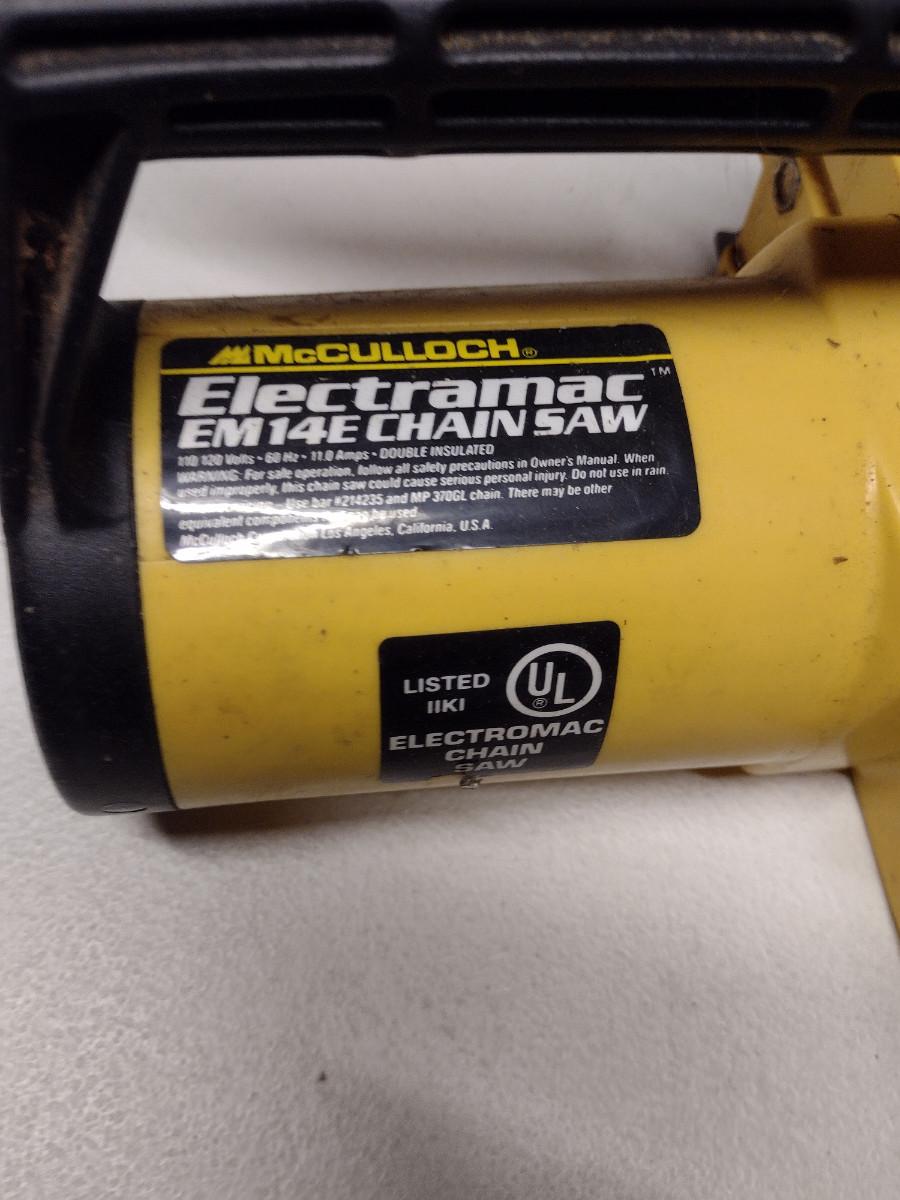 McCULLOCH®
Electramac™
EM14E CHAIN SAW
110 120 Volts - 60 Hz - 11.0 Amps - DOUBLE INSULATED
WARNING: For safe operation, follow all safety precautions in Owner's Manual. When
used improperly, this chain saw could cause serious personal injury. Do not use in rain.
Use bar #214235 and MP 370GL chain. There may be other
equivalent be used
McCulloch Los Angeles, California, U.S.A.
LISTED
IIKI
UL®
ELECTROMAC
CHAIN
SAW